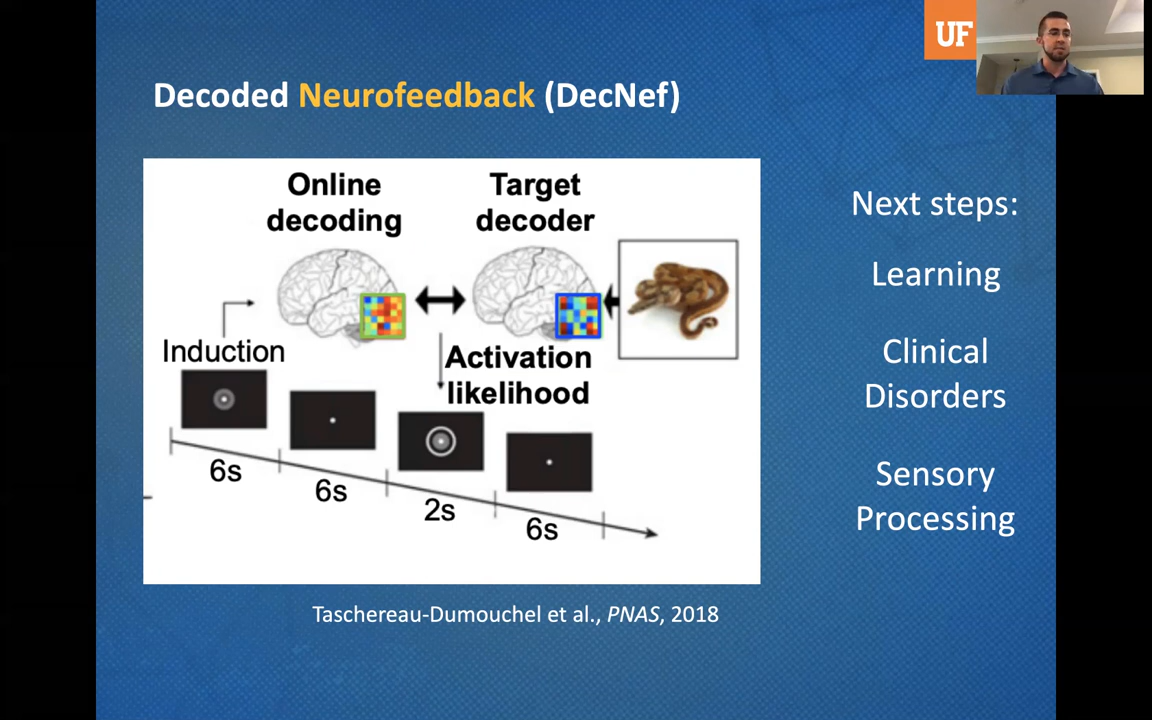 UF
Decoded Neurofeedback (DecNef)
Online
decoding
Target
decoder
Induction
Activation
likelihood
6s
6s
2s
6s
Next steps:
Learning
Clinical
Disorders
Sensory
Processing
Taschereau-Dumouchel et al., PNAS, 2018